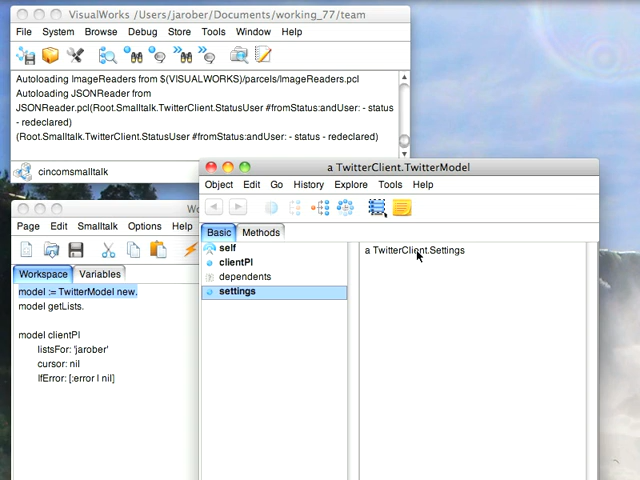 VisualWorks /Users/jarober/Documents/working_77/team
File System Browse Debug Store Tools Window Help
Autoloading ImageReaders from $(VISUALWORKS)/parcels/ImageReaders.pcl
Autoloading JSONReader from
JSONReader.pcl(Root.Smalltalk.TwitterClient.StatusUser #fromStatus:andUser: - status
- redeclared)
(Root.Smalltalk.TwitterClient.StatusUser #fromStatus:andUser: - status - redeclared)
cincomsmalltalk
Page Edit Smalltalk Options Help
Workspace Variables
model := TwitterModel new.
model getLists.
model clientPI
listsFor: 'jarober'
cursor: nil
ifError: [:error | nil]
a TwitterClient.TwitterModel
Object Edit Go History Explore Tools Help
Basic Methods
self
clientPI
dependents
settings
a TwitterClient.Settings